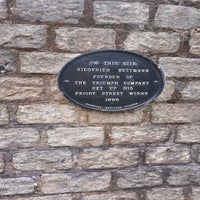 ON THIS SITE
SIEGFRIED BETTMANN
FOUNDER OF
THE TRIUMPH COMPANY
SET UP HIS
PRIORY STREET WORKS
1896